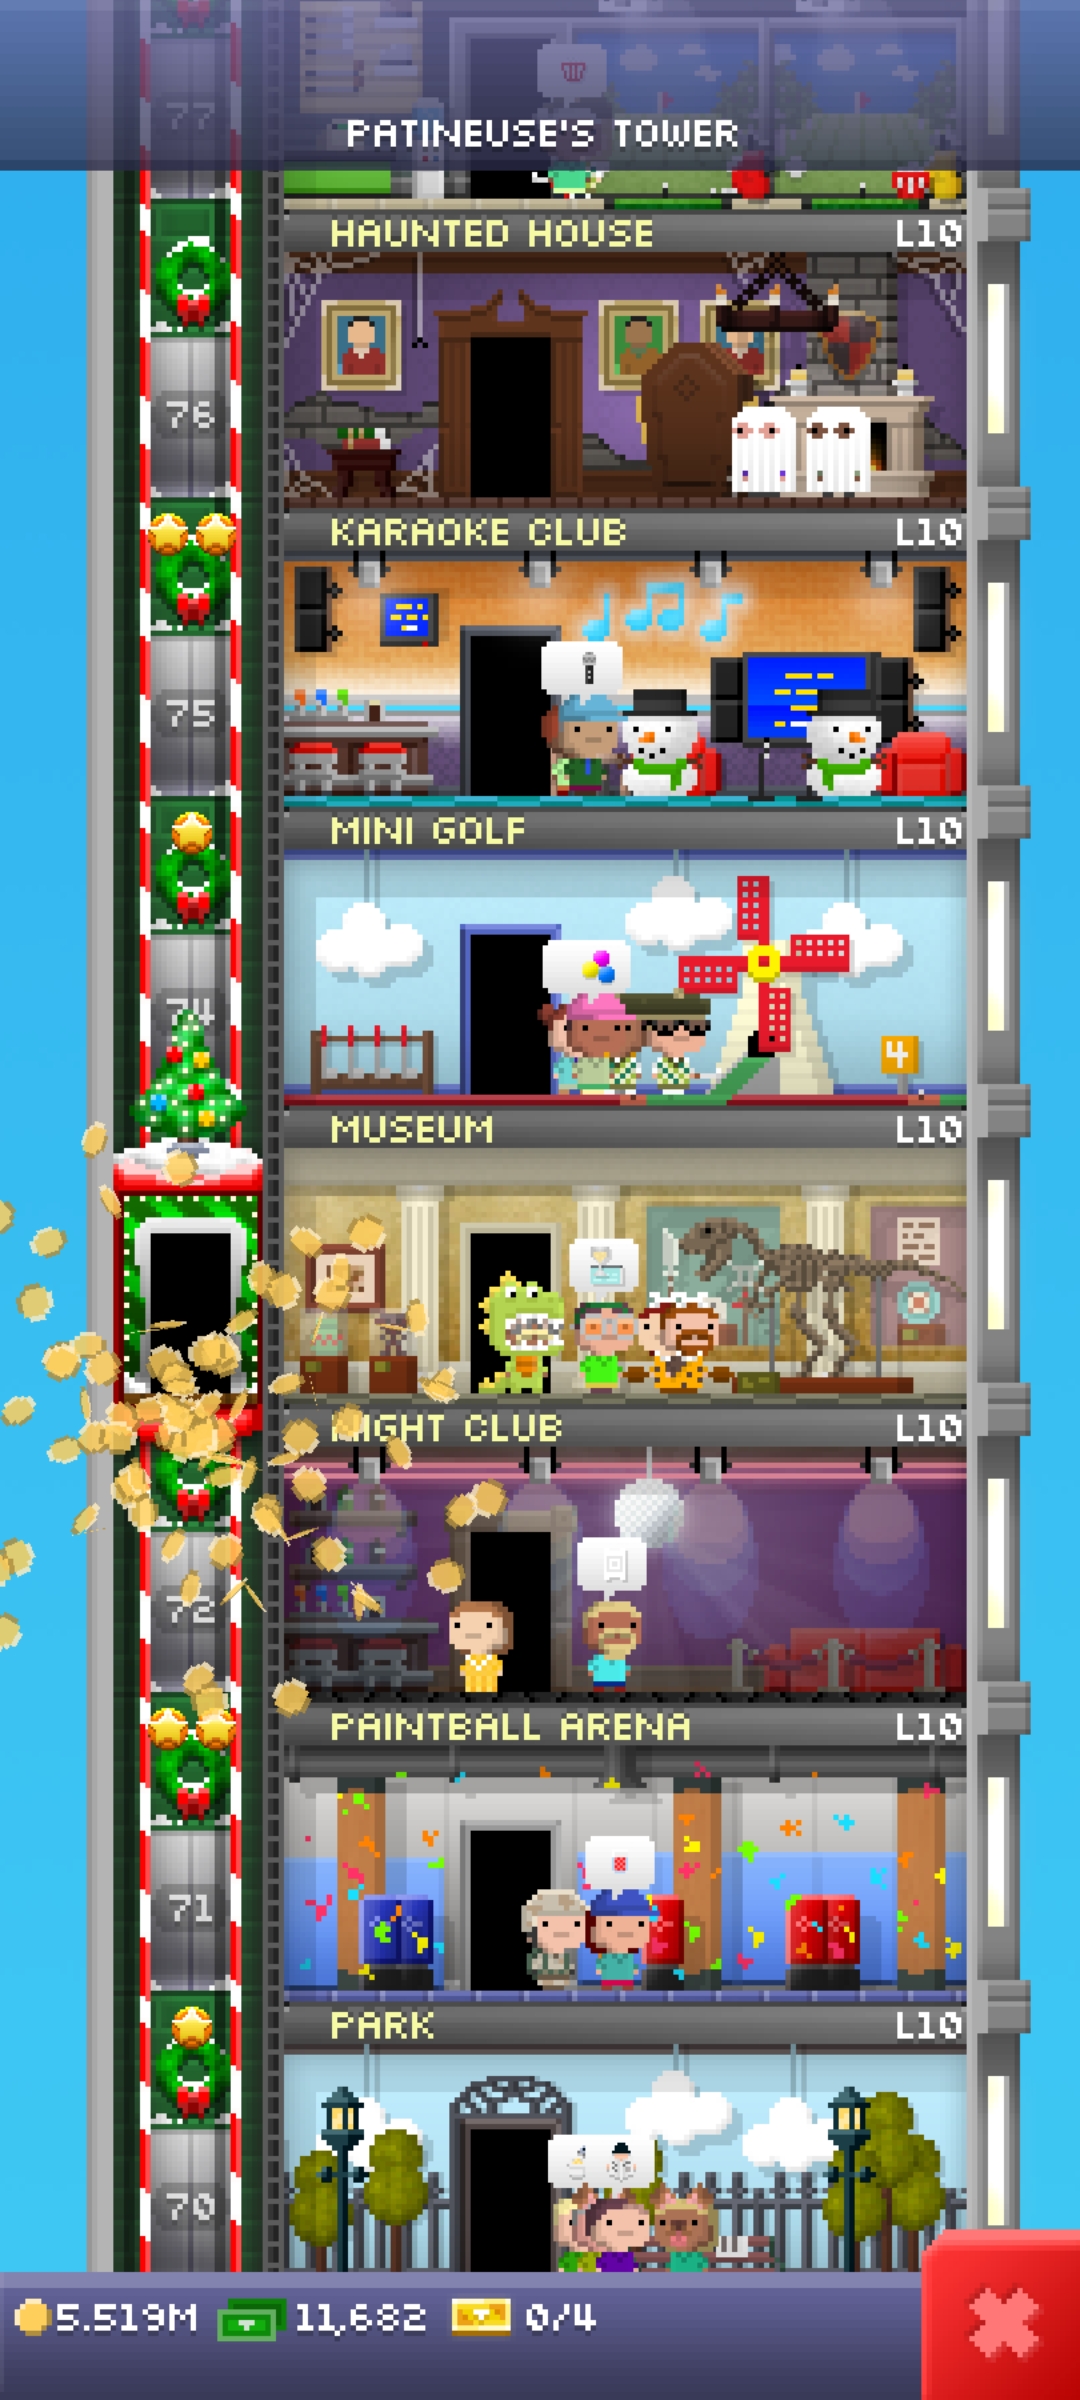 77
PATINEUSE'S TOWER
HAUNTED HOUSE L10
76
KARAOKE CLUB L10
75
MINI GOLF L10
74
4
MUSEUM L10
NIGHT CLUB L10
72
PAINTBALL ARENA L10
71
PARK L10
70
5.519M 11,682 0/4